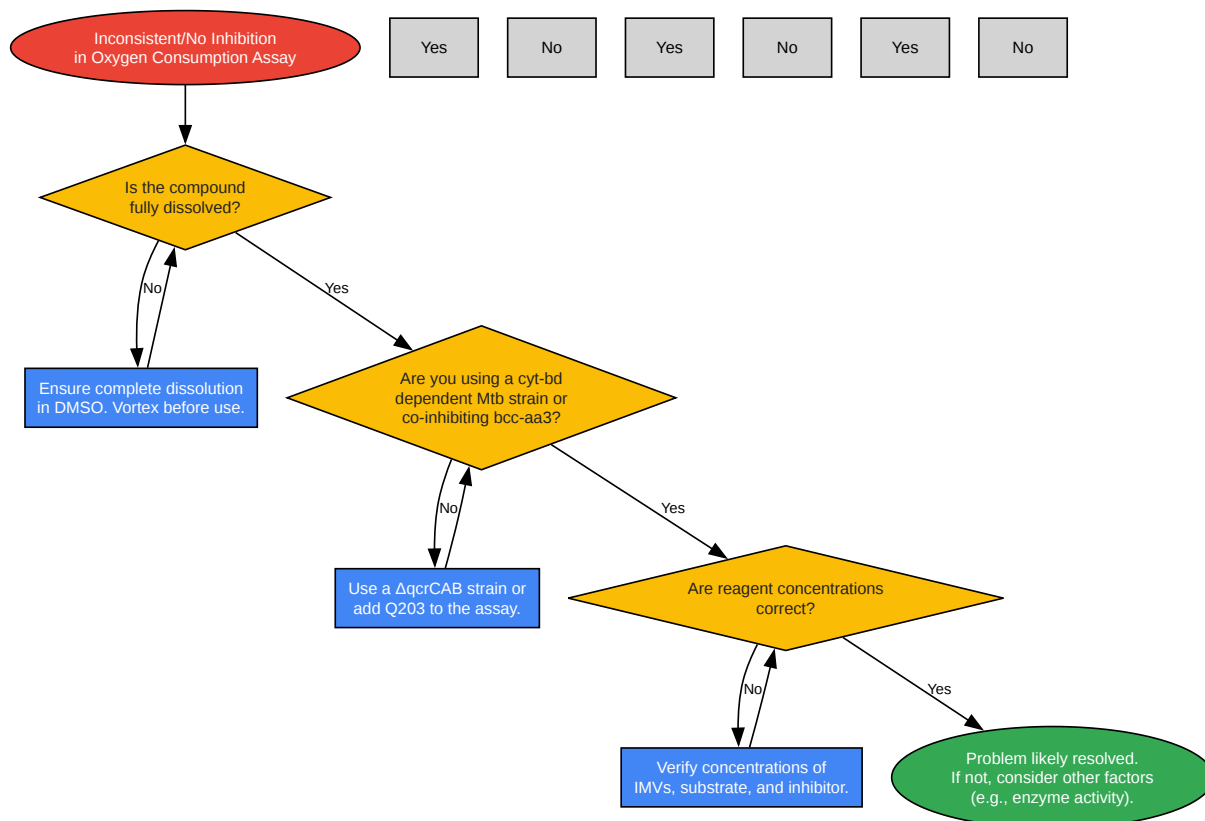 Inconsistent/No Inhibition
in Oxygen Consumption Assay
Yes
No
Yes
No
Yes
No
Is the compound
fully dissolved?
No
Yes
Ensure complete dissolution
in DMSO. Vortex before use.
Are you using a cyt-bd
dependent Mtb strain or
co-inhibiting bcc-aa3?
No
Yes
Use a ΔqcrCAB strain or
add Q203 to the assay.
Are reagent concentrations
correct?
No
Yes
Verify concentrations of
IMVs, substrate, and inhibitor.
Problem likely resolved.
If not, consider other factors
(e.g., enzyme activity).